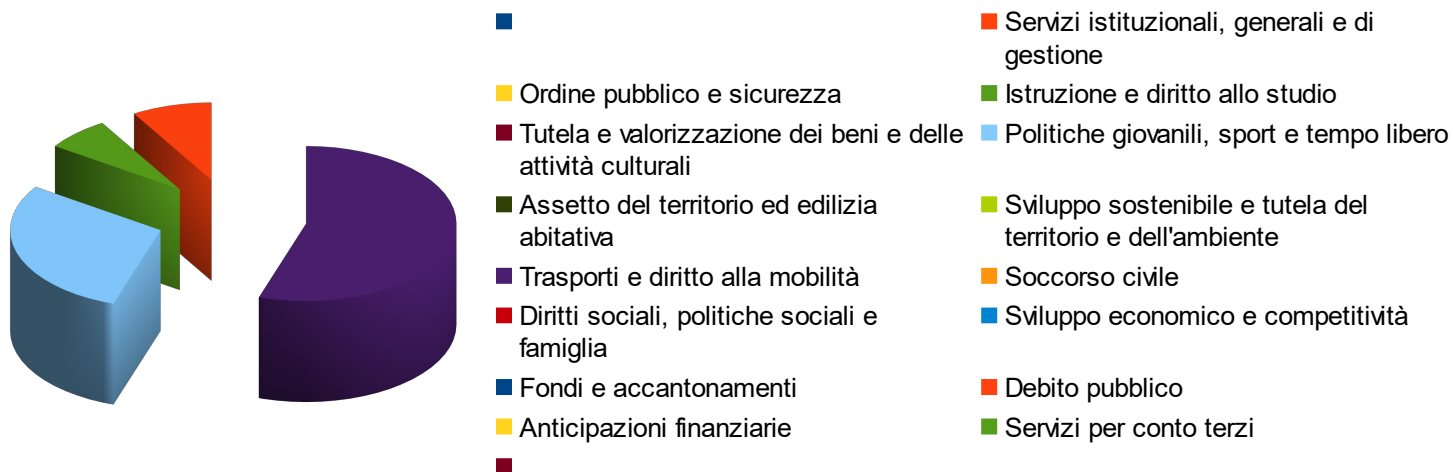 Servizi istituzionali, generali e di
gestione
Ordine pubblico e sicurezza
Istruzione e diritto allo studio
Tutela e valorizzazione dei beni e delle
attività culturali
Politiche giovanili, sport e tempo libero
Assetto del territorio ed edilizia
abitativa
Sviluppo sostenibile e tutela del
territorio e dell'ambiente
Trasporti e diritto alla mobilità
Soccorso civile
Diritti sociali, politiche sociali e
famiglia
Sviluppo economico e competitività
Fondi e accantonamenti
Debito pubblico
Anticipazioni finanziarie
Servizi per conto terzi